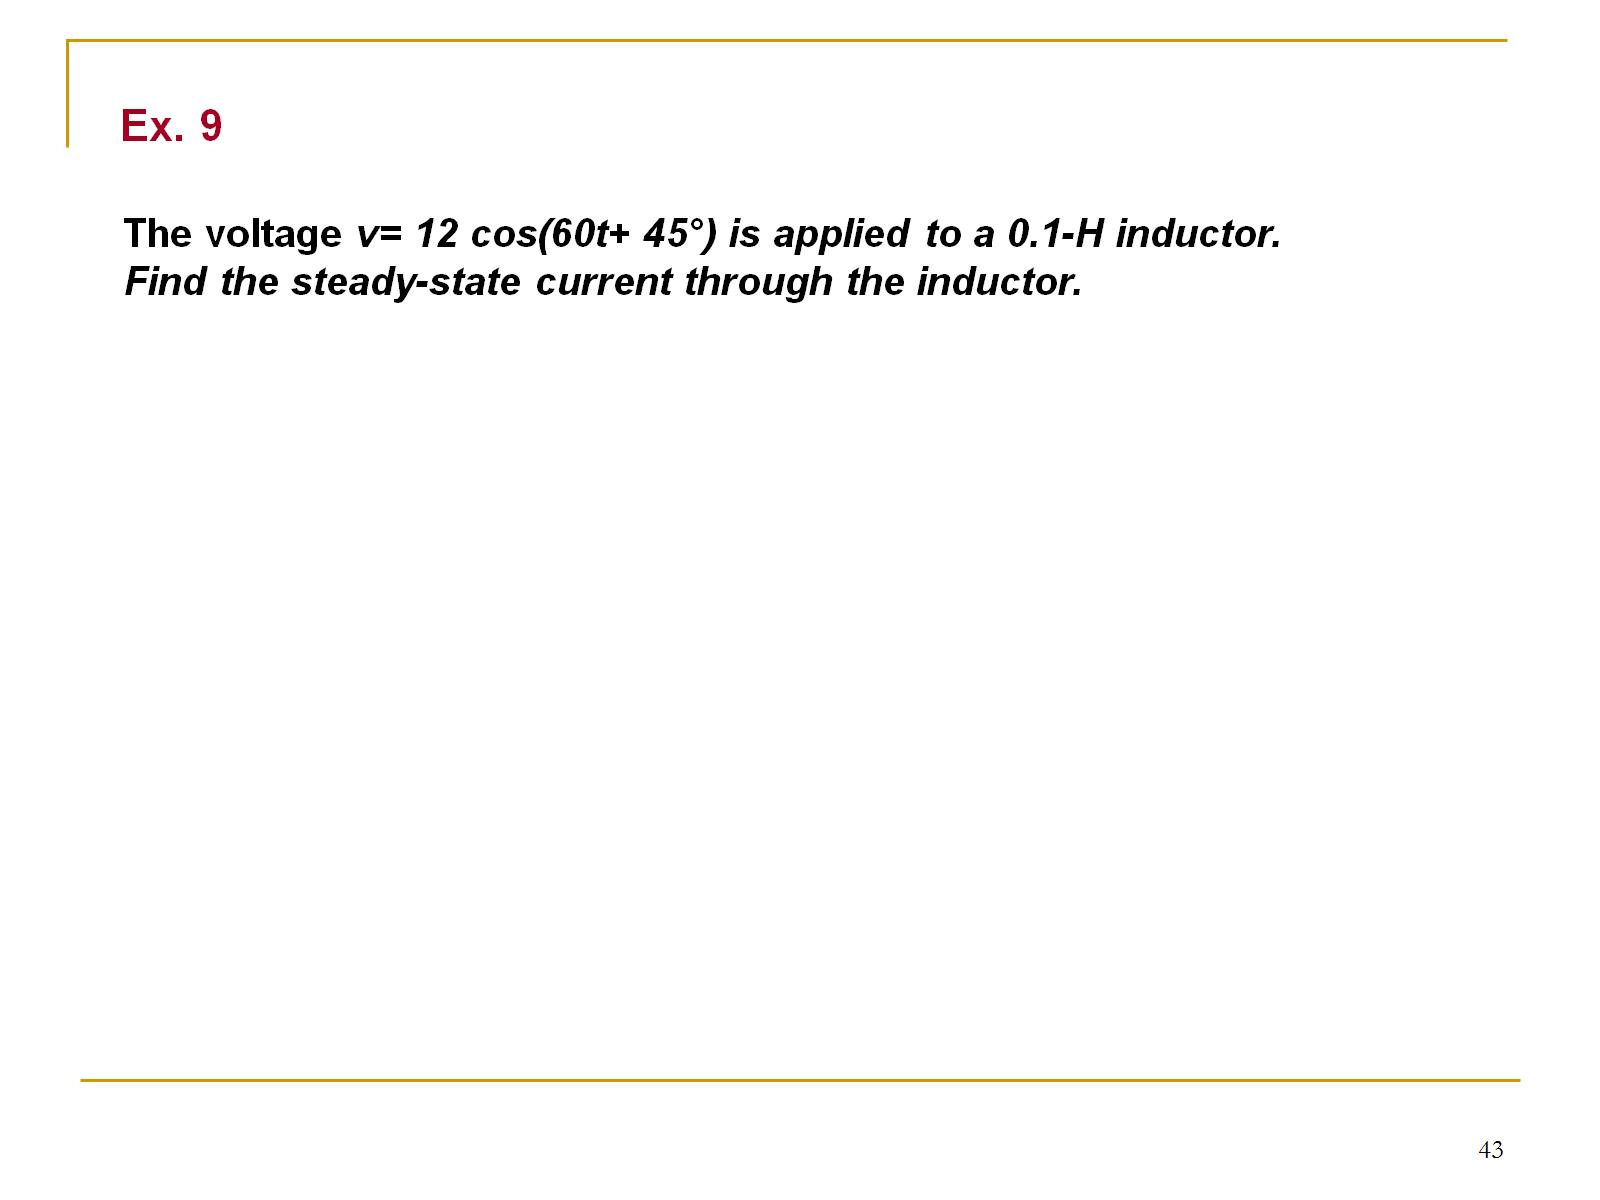 Ex. 9
The voltage v= 12 cos(60t+ 45°) is applied to a 0.1-H inductor.
Find the steady-state current through the inductor.
43